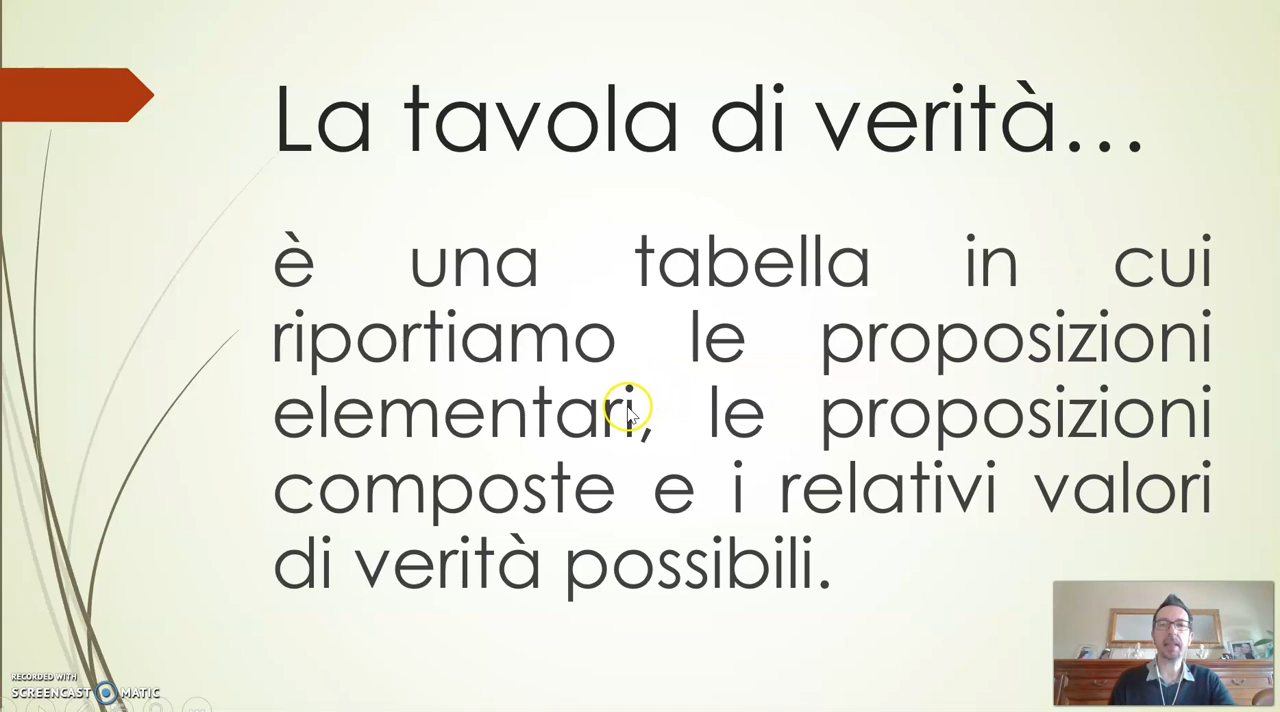 La tavola di verità...
è una tabella in cui
riportiamo le proposizioni
elementari, le proposizioni
composte e i relativi valori
di verità possibili.
RECORDED WITH
SCREENCAST MATIC